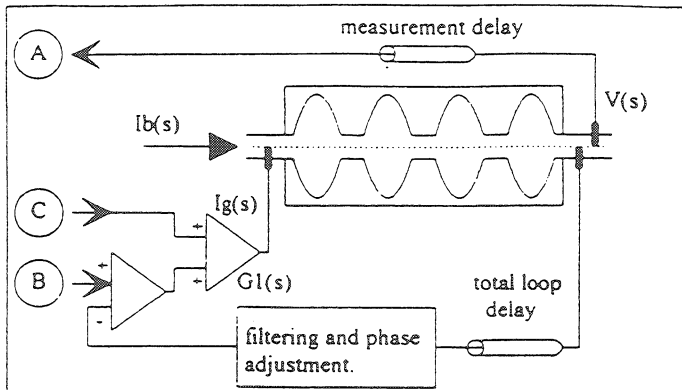 measurement delay
A
V(s)
Ib(s)
C
Ig(s)
+
B
+
+
G1(s)
-
total loop
delay
filtering and phase
adjustment.